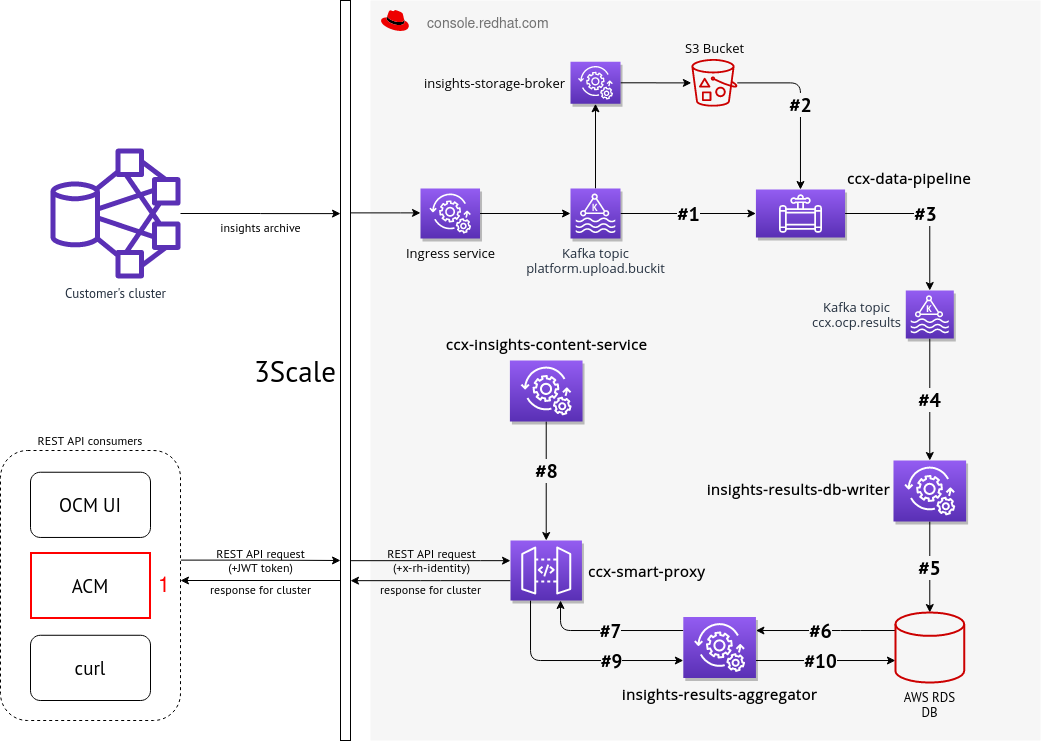 console.redhat.com
S3 Bucket
insights-storage-broker
#2
ccx-data-pipeline
#1
#3
insights archive
Ingress service
Kafka topic
platform.upload.buckit
Customer's cluster
Kafka topic
ccx.ocp.results
ccx-insights-content-service
3Scale
#4
REST API consumers
#8
insights-results-db-writer
OCM UI
REST API request
(+JWT token)
response for cluster
REST API request
(+x-rh-identity)
response for cluster
ccx-smart-proxy
#5
ACM
1
#7
#6
#9
#10
curl
insights-results-aggregator
AWS RDS
DB